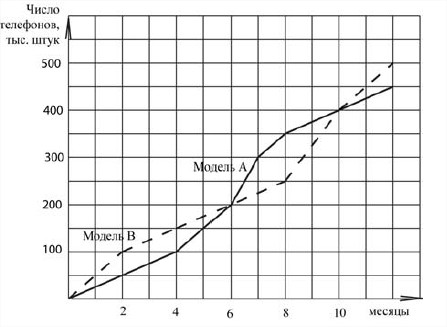 Число
телефонов,
тыс. штук
500
400
300
Модель А
200
Модель В
100
2 4 6 8 10 месяцы